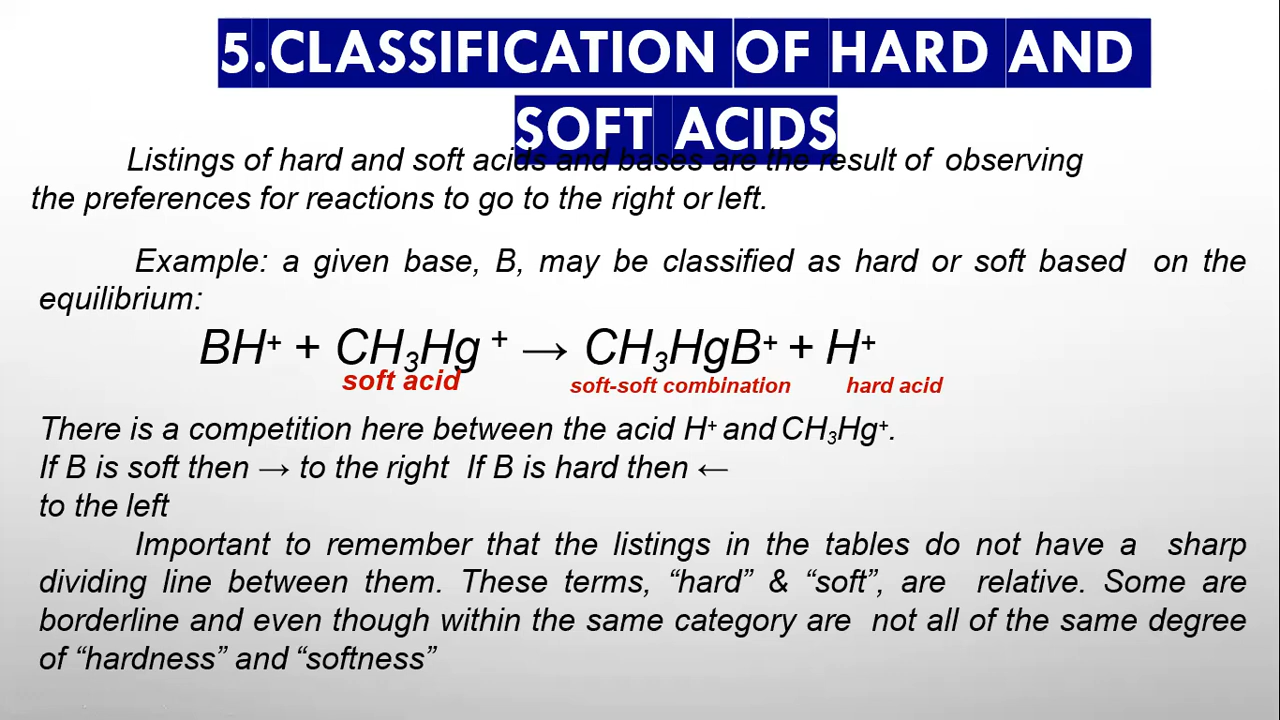 5.CLASSIFICATION OF HARD AND
SOFT ACIDS
Listings of hard and soft acids and bases are the result of observing
the preferences for reactions to go to the right or left.
Example: a given base, B, may be classified as hard or soft based on the
equilibrium:
BH⁺ + CH₃Hg ⁺ → CH₃HgB⁺ + H⁺
soft acid soft-soft combination hard acid
There is a competition here between the acid H⁺ and CH₃Hg⁺.
If B is soft then → to the right If B is hard then ←
to the left
Important to remember that the listings in the tables do not have a sharp
dividing line between them. These terms, “hard” & “soft”, are relative. Some are
borderline and even though within the same category are not all of the same degree
of “hardness” and “softness”